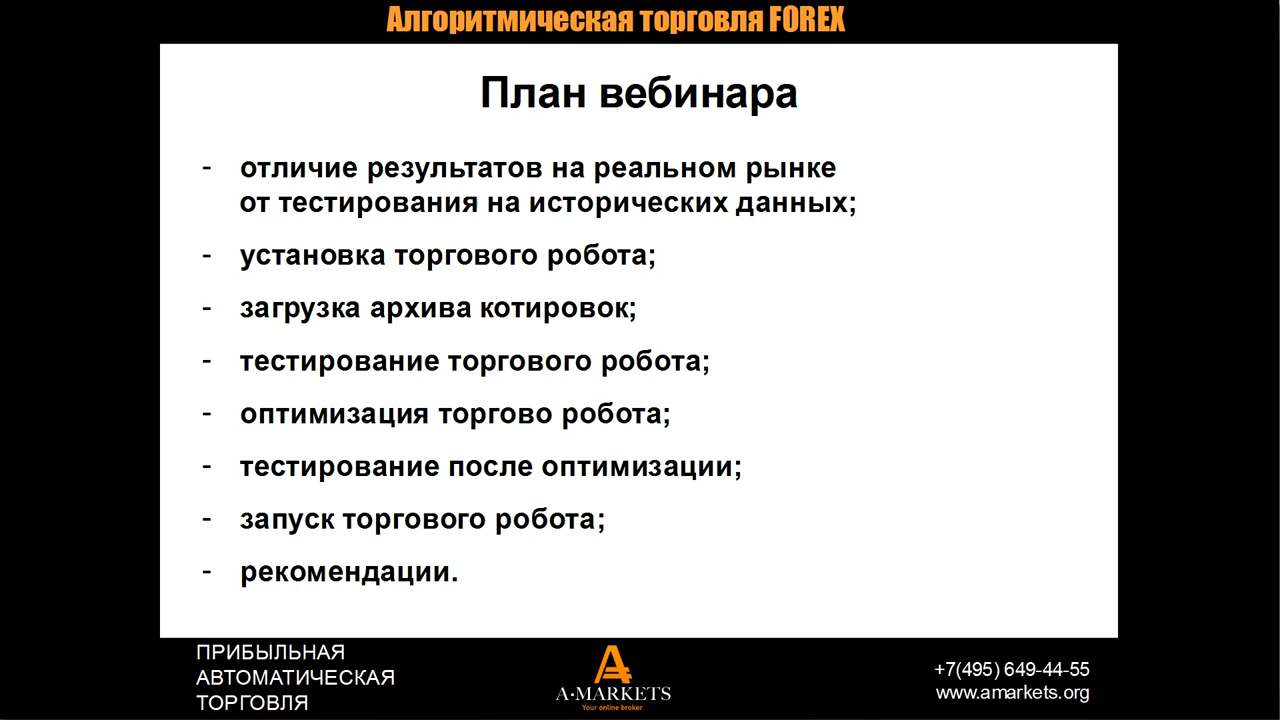 Алгоритмическая торговля FOREX
План вебинара
- отличие результатов на реальном рынке
от тестирования на исторических данных;
- установка торгового робота;
- загрузка архива котировок;
- тестирование торгового робота;
- оптимизация торгово робота;
- тестирование после оптимизации;
- запуск торгового робота;
- рекомендации.
ПРИБЫЛЬНАЯ
АВТОМАТИЧЕСКАЯ
ТОРГОВЛЯ
A·MARKETS
Your online broker
+7(495) 649-44-55
www.amarkets.org